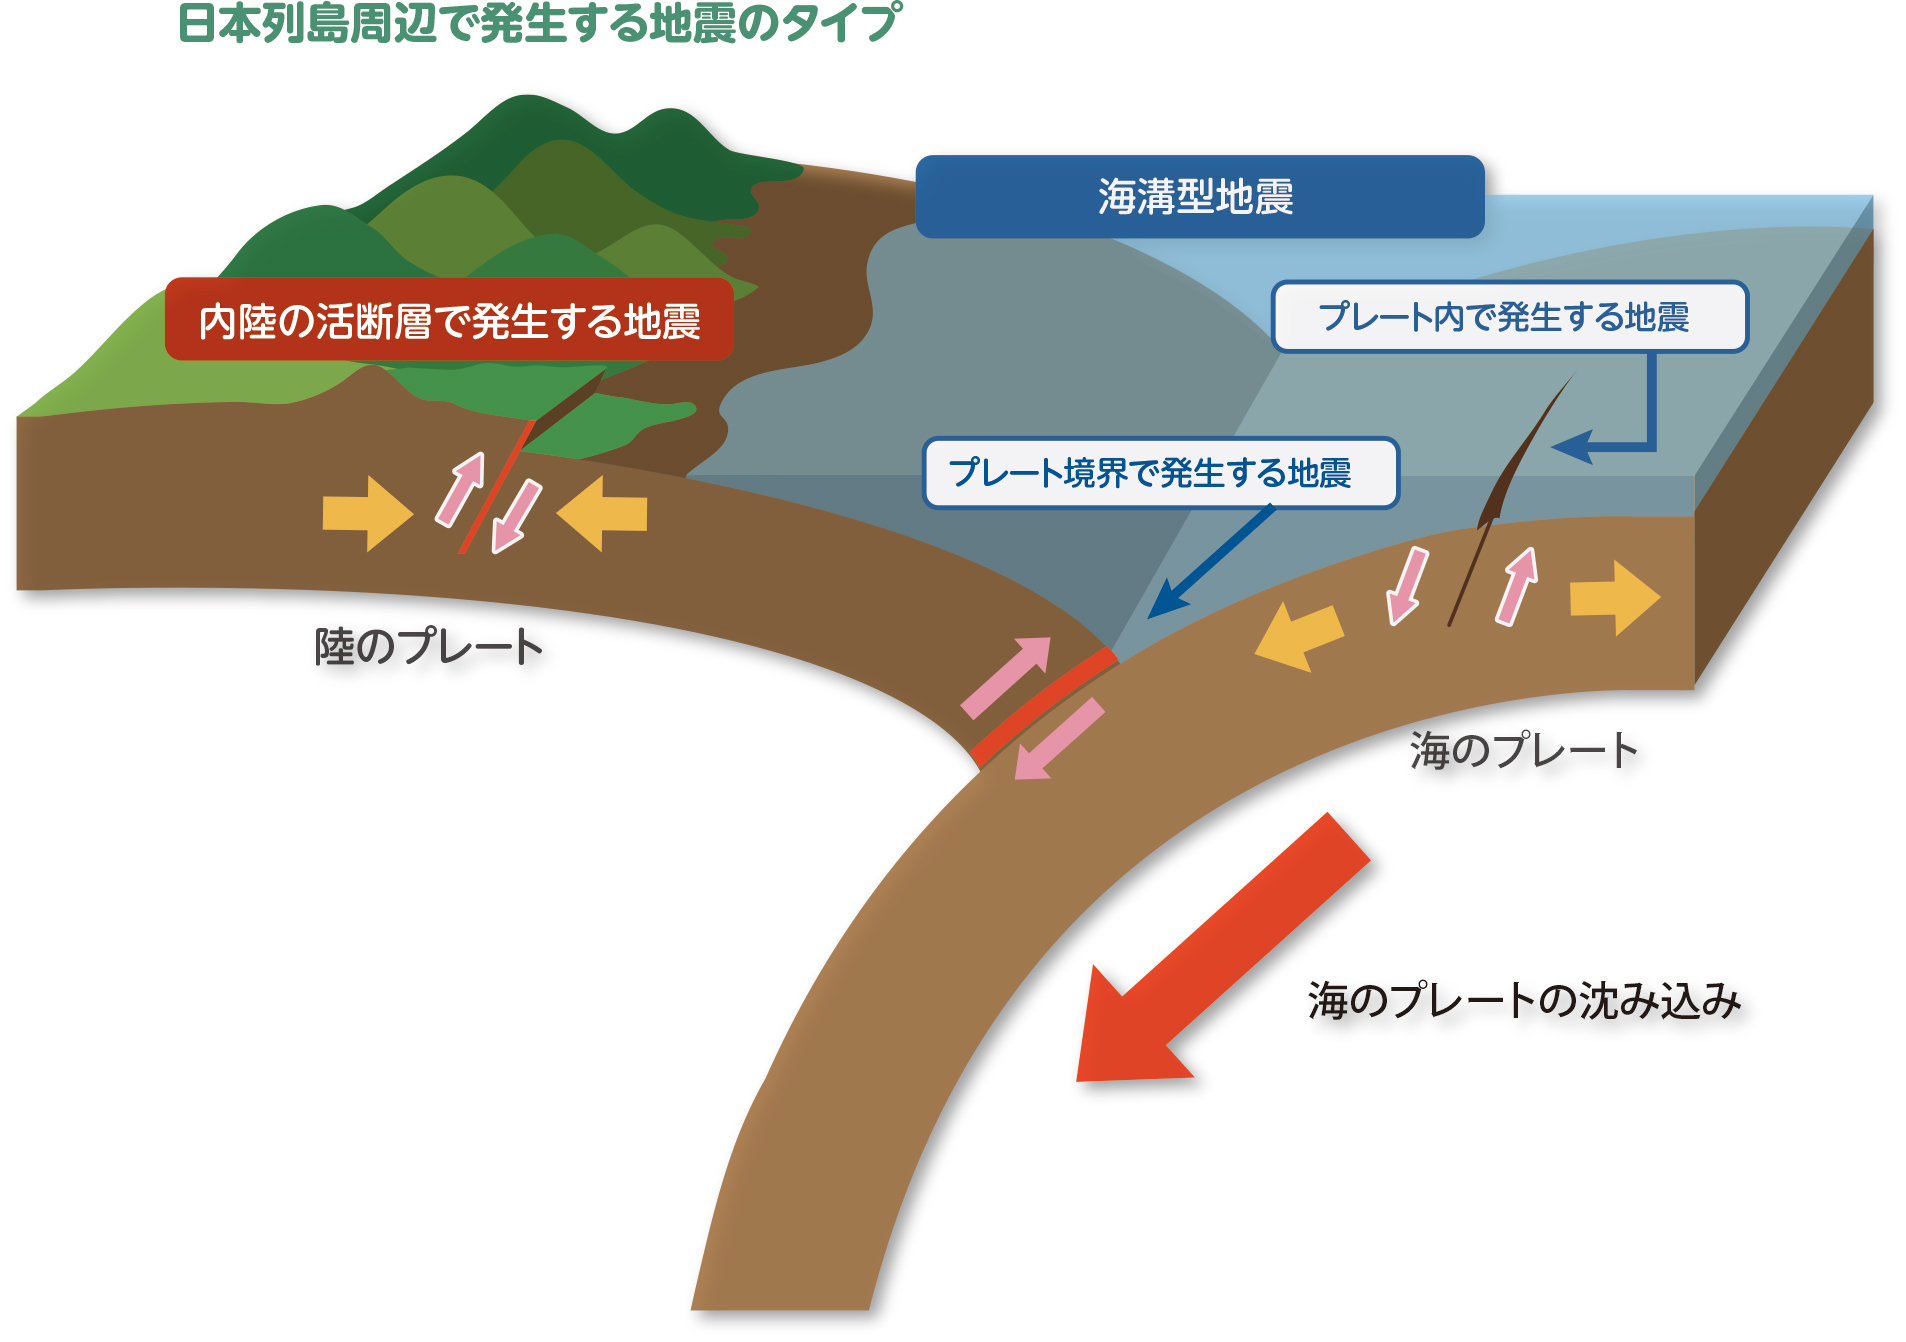 日本列島周辺で発生する地震のタイプ
海溝型地震
内陸の活断層で発生する地震
プレート内で発生する地震
プレート境界で発生する地震
陸のプレート
海のプレート
海のプレートの沈み込み